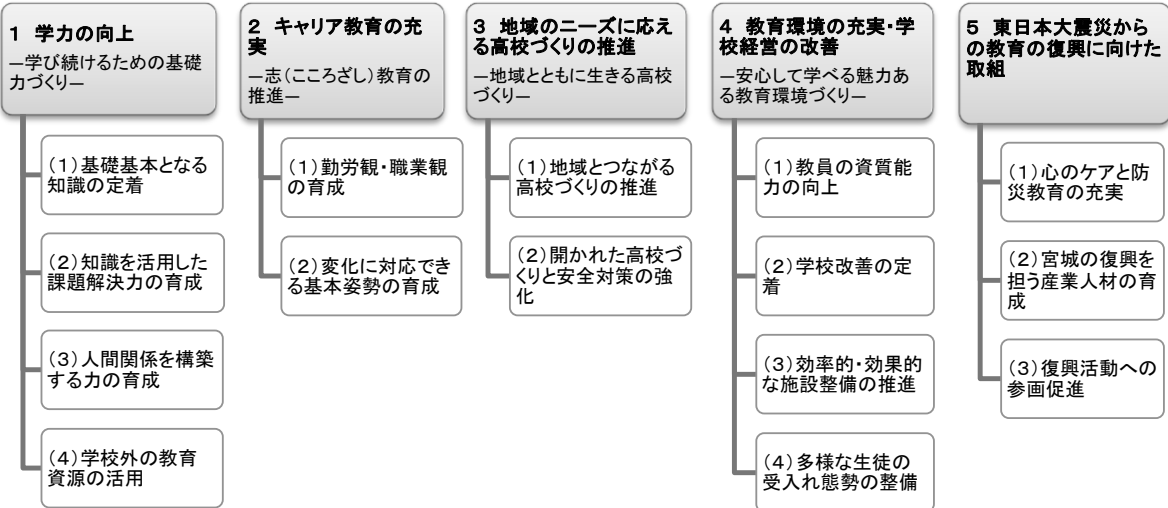 1 学力の向上
―学び続けるための基礎
力づくり―
(1)基礎基本となる
知識の定着
(2)知識を活用した
課題解決力の育成
(3)人間関係を構築
する力の育成
(4)学校外の教育
資源の活用
2 キャリア教育の充
実
―志(こころざし)教育の
推進―
(1)勤労観・職業観
の育成
(2)変化に対応でき
る基本姿勢の育成
3 地域のニーズに応え
る高校づくりの推進
―地域とともに生きる高校
づくり―
(1)地域とつながる
高校づくりの推進
(2)開かれた高校づ
くりと安全対策の強
化
4 教育環境の充実・学
校経営の改善
―安心して学べる魅力あ
る教育環境づくり―
(1)教員の資質能
力の向上
(2)学校改善の定
着
(3)効率的・効果的
な施設整備の推進
(4)多様な生徒の
受入れ態勢の整備
5 東日本大震災から
の教育の復興に向けた
取組
(1)心のケアと防
災教育の充実
(2)宮城の復興を
担う産業人材の育
成
(3)復興活動への
参画促進